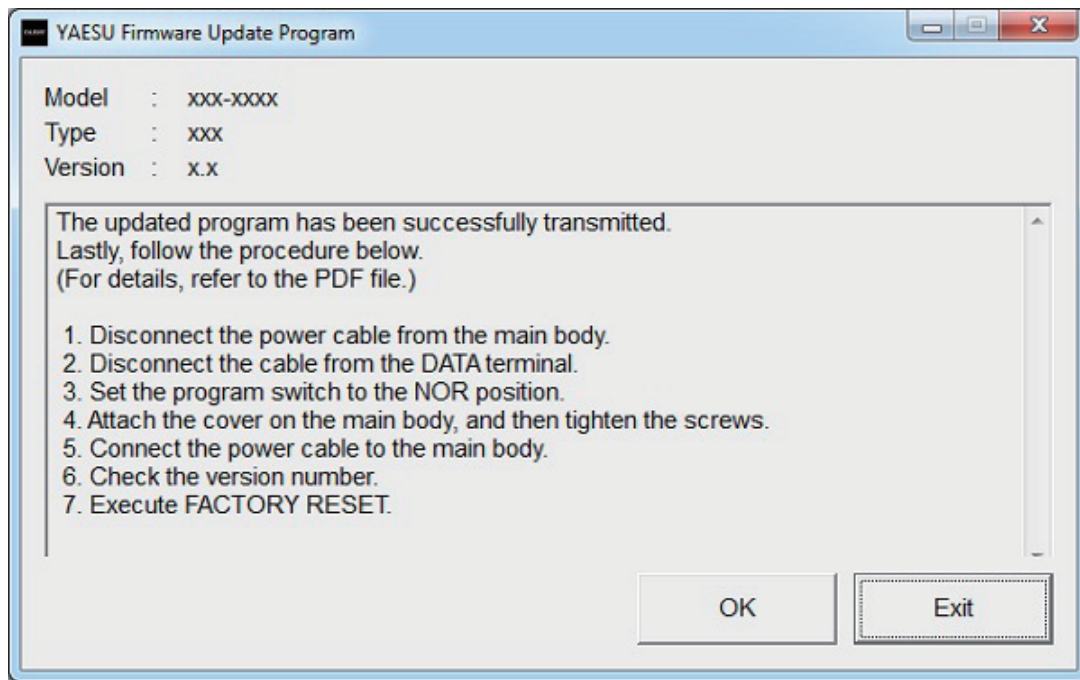 YAESU Firmware Update Program
Model : xxx-xxxx
Type : xxx
Version : x.x
The updated program has been successfully transmitted.
Lastly, follow the procedure below.
(For details, refer to the PDF file.)
1. Disconnect the power cable from the main body.
2. Disconnect the cable from the DATA terminal.
3. Set the program switch to the NOR position.
4. Attach the cover on the main body, and then tighten the screws.
5. Connect the power cable to the main body.
6. Check the version number.
7. Execute FACTORY RESET.
OK Exit